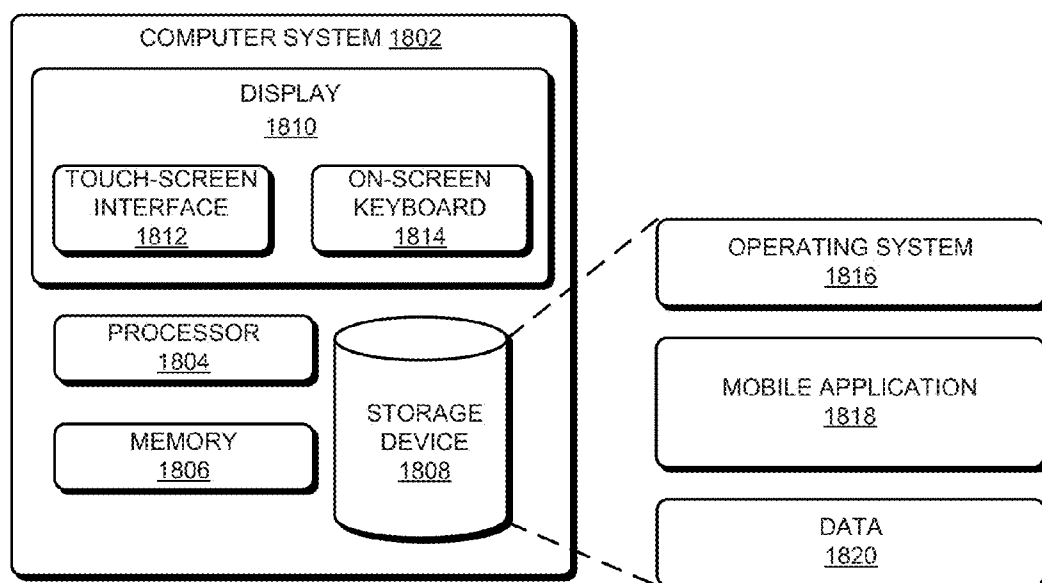 COMPUTER SYSTEM 1802
DISPLAY
1810
TOUCH-SCREEN
INTERFACE
1812
ON-SCREEN
KEYBOARD
1814
PROCESSOR
1804
MEMORY
1806
STORAGE
DEVICE
1808
OPERATING SYSTEM
1816
MOBILE APPLICATION
1818
DATA
1820